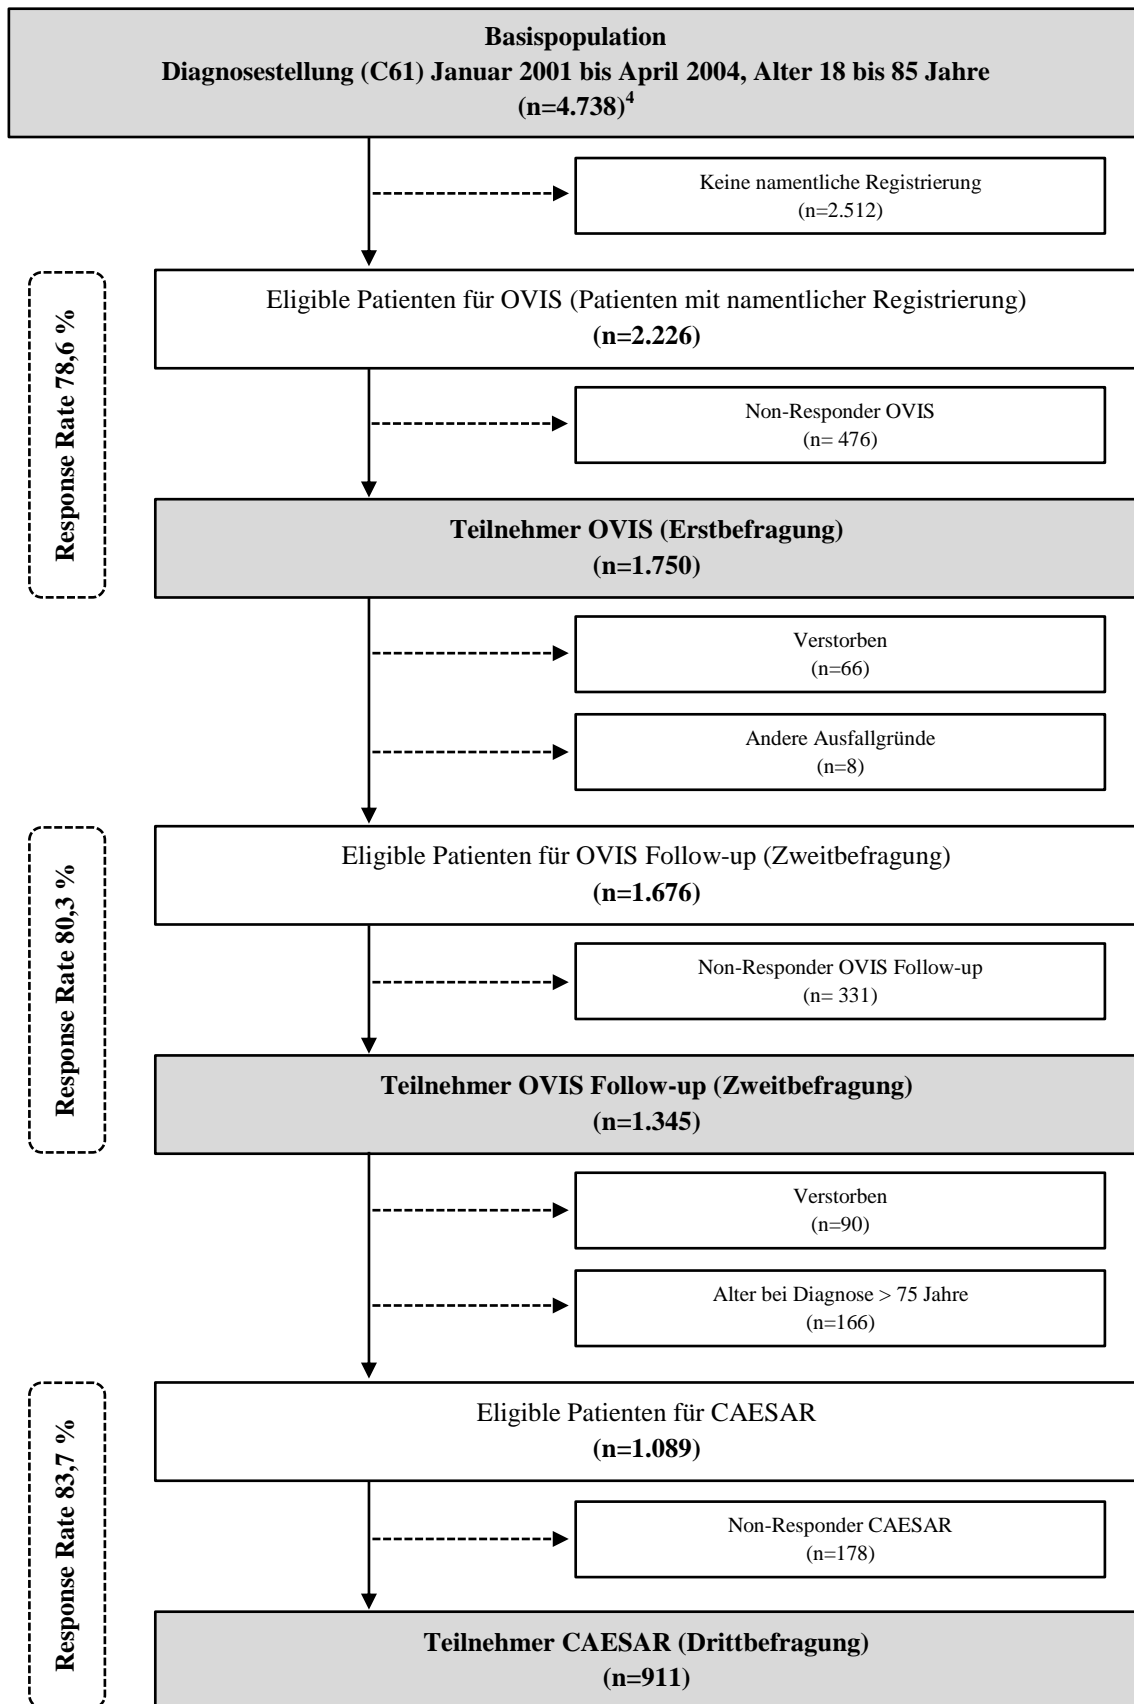 Basispopulation
Diagnosestellung (C61) Januar 2001 bis April 2004, Alter 18 bis 85 Jahre
(n=4.738)4
Keine namentliche Registrierung
(n=2.512)
Response Rate 78,6 %
Eligible Patienten für OVIS (Patienten mit namentlicher Registrierung)
(n=2.226)
Non-Responder OVIS
(n= 476)
Teilnehmer OVIS (Erstbefragung)
(n=1.750)
Verstorben
(n=66)
Andere Ausfallgründe
(n=8)
Response Rate 80,3 %
Eligible Patienten für OVIS Follow-up (Zweitbefragung)
(n=1.676)
Non-Responder OVIS Follow-up
(n= 331)
Teilnehmer OVIS Follow-up (Zweitbefragung)
(n=1.345)
Verstorben
(n=90)
Alter bei Diagnose > 75 Jahre
(n=166)
Response Rate 83,7 %
Eligible Patienten für CAESAR
(n=1.089)
Non-Responder CAESAR
(n=178)
Teilnehmer CAESAR (Drittbefragung)
(n=911)